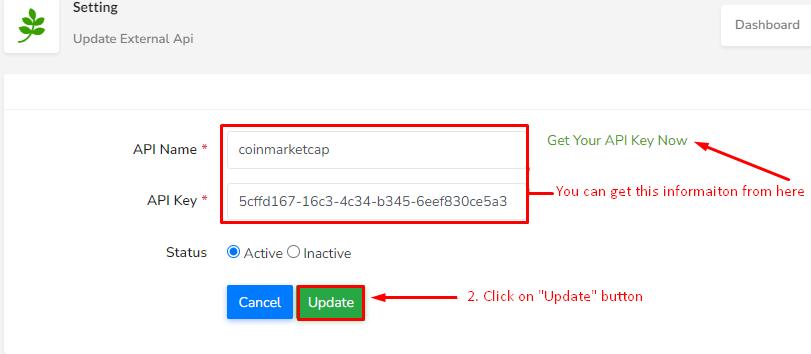 Setting
Update External Api
Dashboard
API Name * coinmarketcap
Get Your API Key Now
API Key * 5cffd167-16c3-4c34-b345-6eef830ce5a3
You can get this informaiton from here
Status Active Inactive
Cancel Update
2. Click on "Update" button